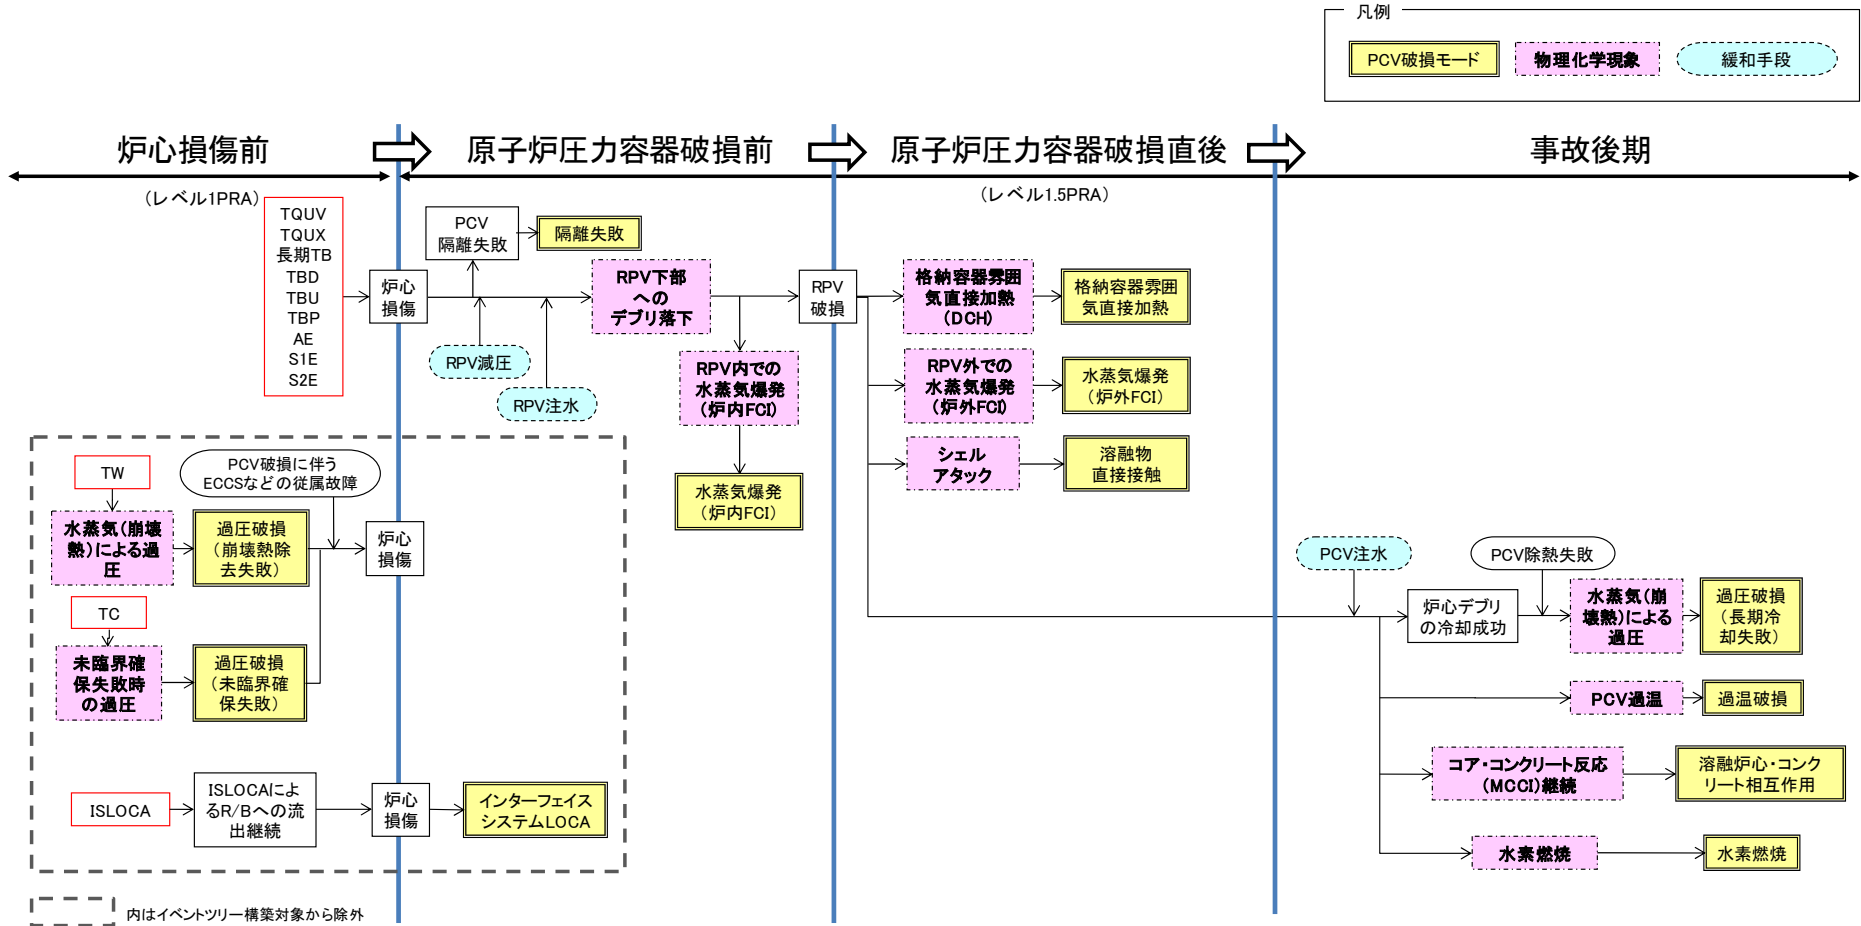 凡例
PCV破損モード
物理化学現象
緩和手段
炉心損傷前
原子炉圧力容器破損前
原子炉圧力容器破損直後
事故後期
(レベル1PRA)
(レベル1.5PRA)
TQUV
TQUX
長期TB
TBD
TBU
TBP
AE
S1E
S2E
炉心
損傷
PCV
隔離失敗
隔離失敗
RPV減圧
RPV注水
RPV下部
への
デブリ落下
RPV内での
水蒸気爆発
(炉内FCI)
水蒸気爆発
(炉内FCI)
RPV
破損
格納容器雰囲
気直接加熱
(DCH)
格納容器雰囲
気直接加熱
RPV外での
水蒸気爆発
(炉外FCI)
水蒸気爆発
(炉外FCI)
シェル
アタック
溶融物
直接接触
TW
PCV破損に伴う
ECCSなどの従属故障
水蒸気(崩壊
熱)による過
圧
過圧破損
(崩壊熱除
去失敗)
炉心
損傷
TC
未臨界確
保失敗時
の過圧
過圧破損
(未臨界確
保失敗)
ISLOCA
ISLOCAによ
るR/Bへの流
出継続
炉心
損傷
インターフェイス
システムLOCA
PCV注水
PCV除熱失敗
炉心デブリ
の冷却成功
水蒸気(崩
壊熱)による
過圧
過圧破損
(長期冷
却失敗)
PCV過温
過温破損
コア・コンクリート反応
(MCCI)継続
溶融炉心・コンク
リート相互作用
水素燃焼
水素燃焼
内はイベントツリー構築対象から除外